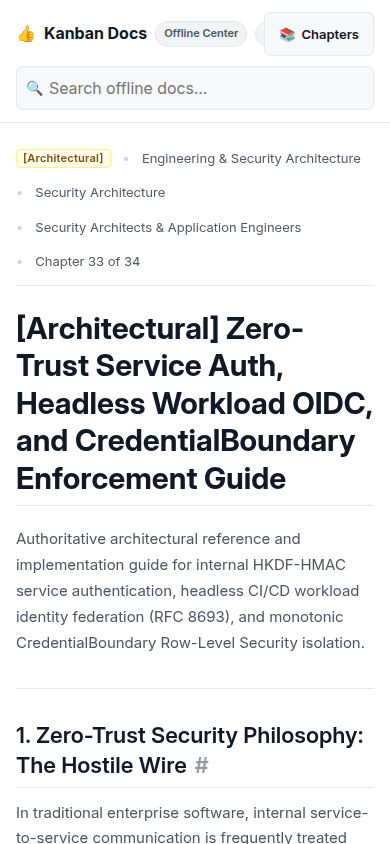 👍 Kanban Docs Offline Center 📚 Chapters
🔍 Search offline docs...
[Architectural] • Engineering & Security Architecture
• Security Architecture
• Security Architects & Application Engineers
• Chapter 33 of 34
[Architectural] Zero-
Trust Service Auth,
Headless Workload OIDC,
and CredentialBoundary
Enforcement Guide
Authoritative architectural reference and
implementation guide for internal HKDF-HMAC
service authentication, headless CI/CD workload
identity federation (RFC 8693), and monotonic
CredentialBoundary Row-Level Security isolation.
1. Zero-Trust Security Philosophy:
The Hostile Wire #
In traditional enterprise software, internal service-
to-service communication is frequently treated